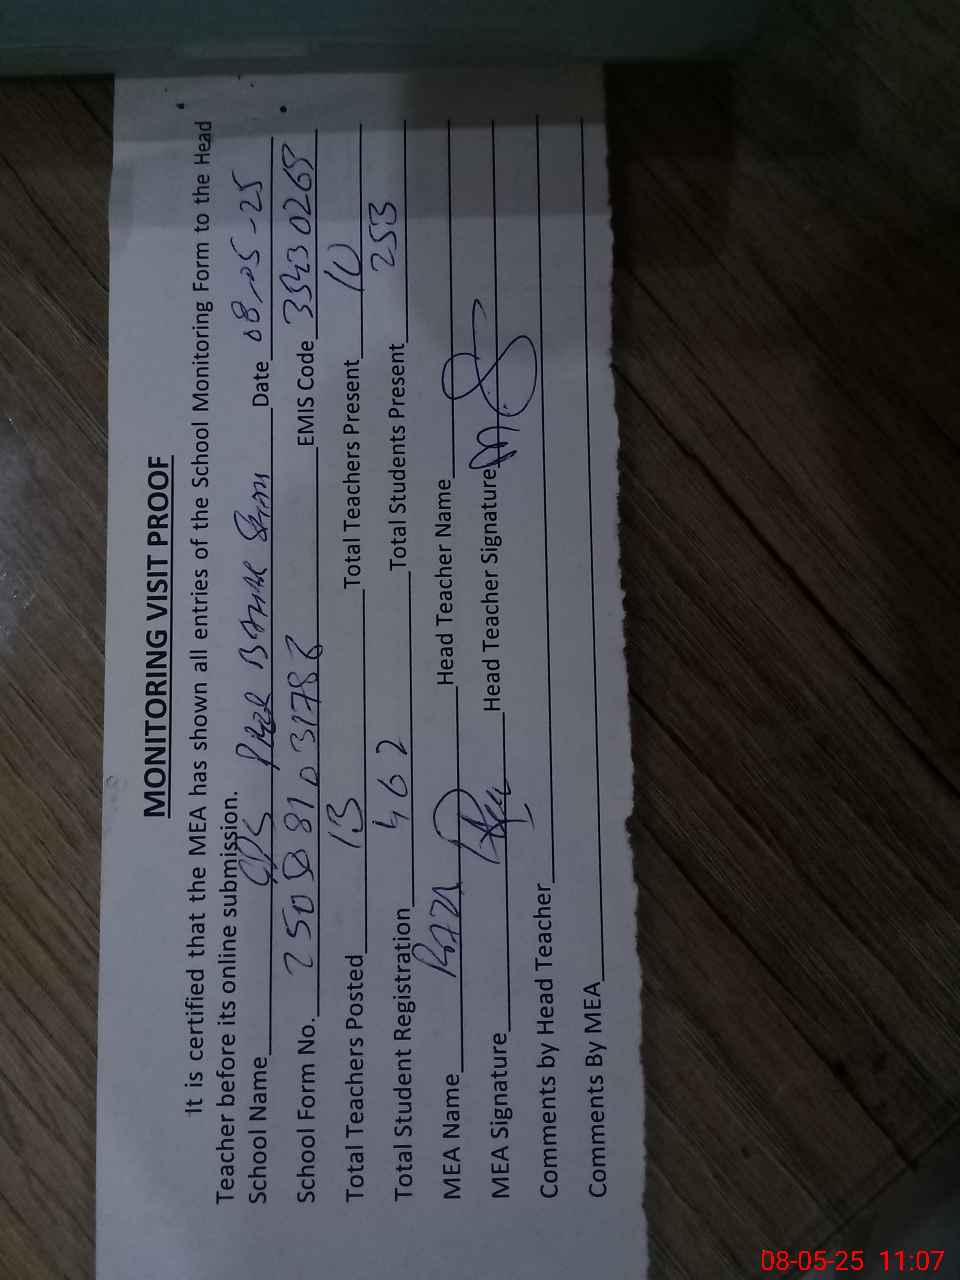 MONITORING VISIT PROOF
It is certified that the MEA has shown all entries of the School Monitoring Form to the Head
Teacher before its online submission.
School Name GPS Date 08-05-25
School Form No. EMIS Code
Total Teachers Posted 13 Total Teachers Present 10
Total Student Registration 462 Total Students Present 253
MEA Name Head Teacher Name
MEA Signature Head Teacher Signature
Comments by Head Teacher
Comments By MEA
08-05-25 11:07